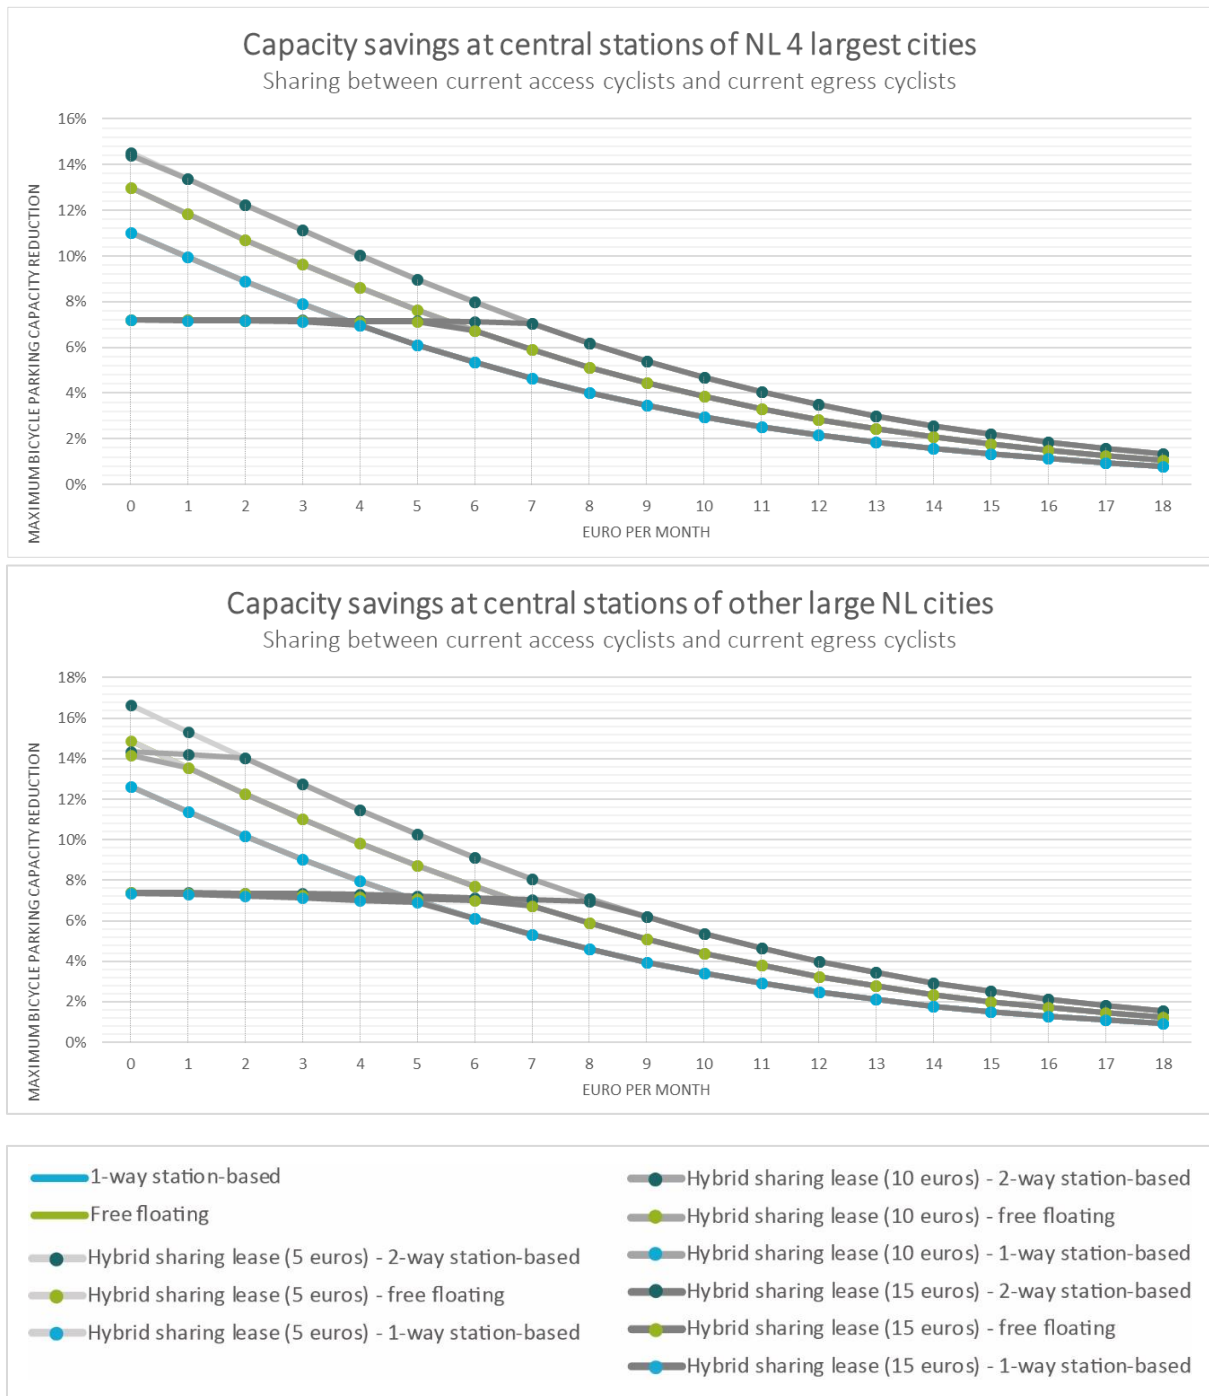 Capacity savings at central stations of NL 4 largest cities
Sharing between current access cyclists and current egress cyclists
MAXIMUM BICYCLE PARKING CAPACITY REDUCTION
16%
14%
12%
10%
8%
6%
4%
2%
0%
0 1 2 3 4 5 6 7 8 9 10 11 12 13 14 15 16 17 18
EURO PER MONTH
Capacity savings at central stations of other large NL cities
Sharing between current access cyclists and current egress cyclists
MAXIMUM BICYCLE PARKING CAPACITY REDUCTION
18%
16%
14%
12%
10%
8%
6%
4%
2%
0%
0 1 2 3 4 5 6 7 8 9 10 11 12 13 14 15 16 17 18
EURO PER MONTH
1-way station-based
Free floating
Hybrid sharing lease (5 euros) - 2-way station-based
Hybrid sharing lease (5 euros) - free floating
Hybrid sharing lease (5 euros) - 1-way station-based
Hybrid sharing lease (10 euros) - 2-way station-based
Hybrid sharing lease (10 euros) - free floating
Hybrid sharing lease (10 euros) - 1-way station-based
Hybrid sharing lease (15 euros) - 2-way station-based
Hybrid sharing lease (15 euros) - free floating
Hybrid sharing lease (15 euros) - 1-way station-based